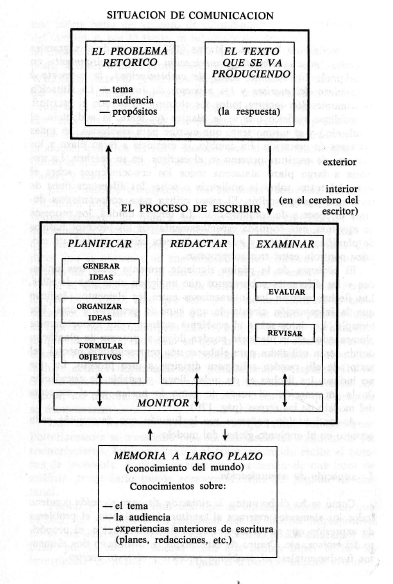 SITUACION DE COMUNICACION
EL PROBLEMA
RETORICO
— tema
— audiencia
— propósitos
EL TEXTO
QUE SE VA
PRODUCIENDO
(la respuesta)
exterior
interior
(en el cerebro del
escritor)
EL PROCESO DE ESCRIBIR
PLANIFICAR
GENERAR
IDEAS
ORGANIZAR
IDEAS
FORMULAR
OBJETIVOS
REDACTAR
EXAMINAR
EVALUAR
REVISAR
MONITOR
MEMORIA A LARGO PLAZO
(conocimiento del mundo)
Conocimientos sobre:
— el tema
— la audiencia
— experiencias anteriores de escritura
(planes, redacciones, etc.)